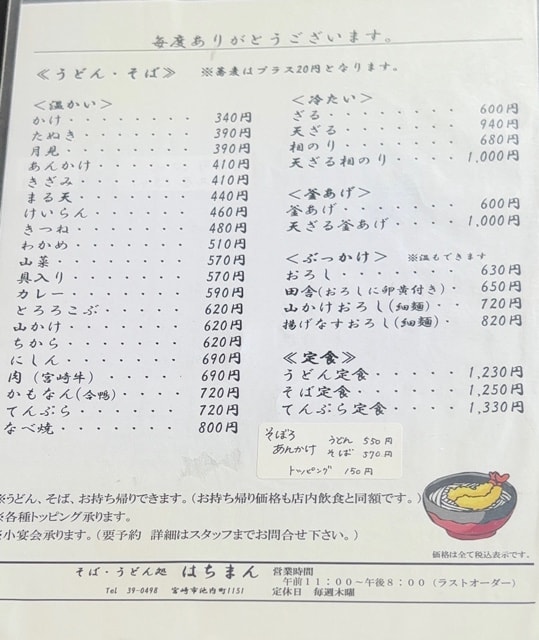 毎度ありがとうございます。
≪うどん・そば≫ ※蕎麦はプラス20円となります。
＜温かい＞
かけ・・・・・・・・340円
たぬき・・・・・・・390円
月見・・・・・・・・390円
あんかけ・・・・・・410円
きざみ・・・・・・・410円
まる天・・・・・・・440円
けいらん・・・・・・460円
きつね・・・・・・・480円
わかめ・・・・・・・510円
山菜・・・・・・・・570円
具入り・・・・・・・570円
カレー・・・・・・・590円
とろろこぶ・・・・・620円
山かけ・・・・・・・620円
ちから・・・・・・・620円
にしん・・・・・・・690円
肉（宮崎牛）・・・・690円
かもなん(合鴨)・・・720円
てんぷら・・・・・・720円
なべ焼・・・・・・・800円
＜冷たい＞
ざる・・・・・・・・600円
天ざる・・・・・・・940円
相のり・・・・・・・680円
天ざる相のり・・・・1,000円
＜釜あげ＞
釜あげ・・・・・・・600円
天ざる釜あげ・・・・1,000円
＜ぶっかけ＞ ※温もできます
おろし・・・・・・・630円
田舎(おろしに卵黄付き)・650円
山かけおろし(細麺)・・720円
揚げなすおろし(細麺)・820円
≪定食≫
うどん定食・・・・・1,230円
そば定食・・・・・・1,250円
てんぷら定食・・・・1,330円
そぼろ
あんかけ うどん 550円
そば 570円
トッピング 150円
※うどん、そば、お持ち帰りできます。（お持ち帰り価格も店内飲食と同額です。）
※各種トッピング承ります。
※小宴会承ります。（要予約 詳細はスタッフまでお問合せ下さい。）
価格は全て税込表示です。
そば・うどん処 はちまん 営業時間
午前11：00～午後8：00（ラストオーダー）
Tel 39-0498 宮崎市池内町1151 定休日 毎週木曜